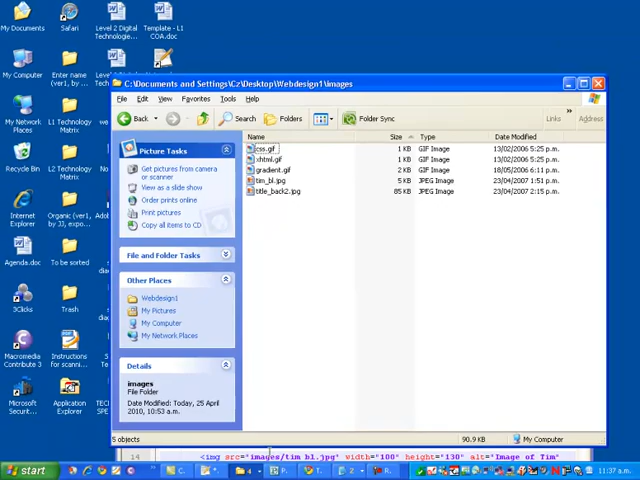 My Documents
Safari
Level 2 Digital
Technologie...
Template - L1
COA.doc
My Computer
Enter name
(ver1, by ...
My Network
Places
L1 Technology
Matrix
Recycle Bin
L2 Technology
Matrix
Internet
Explorer
Organic (ver
JJ, expo...
Agenda.doc
To be sorted
3Clicks
Trash
Macromedia
Contribute 3
Instructions
for scanni...
Microsoft
Securit...
Application
Explorer
C:\Documents and Settings\Cz\Desktop\Webdesign1\images
File Edit View Favorites Tools Help
Back Search Folders Folder Sync Links Address
Name Size Type Date Modified
css.gif 1 KB GIF Image 13/02/2006 5:25 p.m.
xhtml.gif 1 KB GIF Image 13/02/2006 5:25 p.m.
gradient.gif 2 KB GIF Image 18/05/2006 6:11 p.m.
tim_bl.jpg 5 KB JPEG Image 23/04/2007 1:51 p.m.
title_back2.jpg 85 KB JPEG Image 23/04/2007 2:15 p.m.
Picture Tasks
Get pictures from camera
or scanner
View as a slide show
Order prints online
Print pictures
Copy all items to CD
File and Folder Tasks
Other Places
Webdesign1
My Pictures
My Computer
My Network Places
Details
images
File Folder
Date Modified: Today, 25 April
2010, 10:53 a.m.
5 objects 90.9 KB My Computer
14 <img src="images/tim_bl.jpg" width="100" height="130" alt="Image of Tim"
start C. 4 P. T. 2 R. 11:37 a.m.